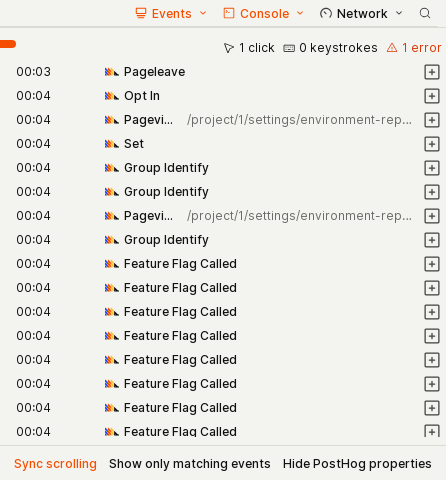 Events Console Network
1 click 0 keystrokes 1 error
00:03 Pageleave
00:04 Opt In
00:04 Pagevi... /project/1/settings/environment-rep...
00:04 Set
00:04 Group Identify
00:04 Group Identify
00:04 Pagevi... /project/1/settings/environment-rep...
00:04 Group Identify
00:04 Feature Flag Called
00:04 Feature Flag Called
00:04 Feature Flag Called
00:04 Feature Flag Called
00:04 Feature Flag Called
00:04 Feature Flag Called
00:04 Feature Flag Called
00:04 Feature Flag Called
Sync scrolling Show only matching events Hide PostHog properties